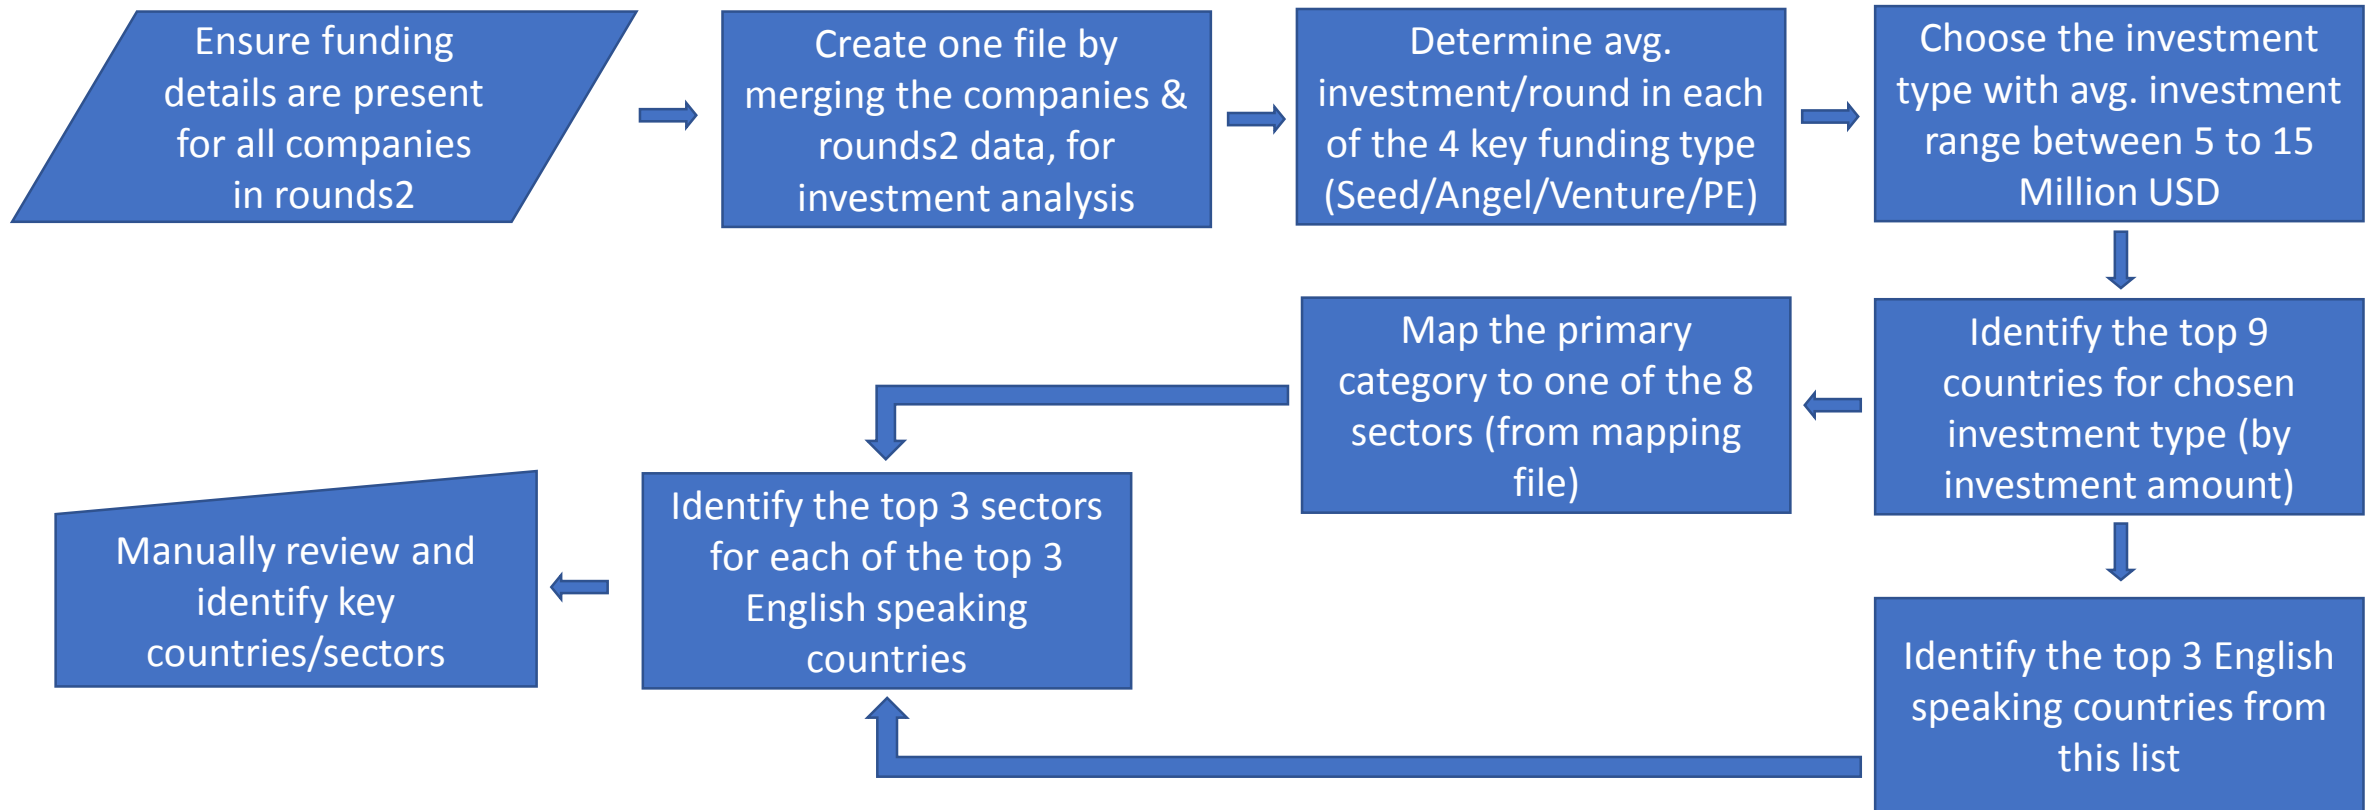 Ensure funding
details are present
for all companies
in rounds2
Create one file by
merging the companies &
rounds2 data, for
investment analysis
Determine avg.
investment/round in each
of the 4 key funding type
(Seed/Angel/Venture/PE)
Choose the investment
type with avg. investment
range between 5 to 15
Million USD
Identify the top 9
countries for chosen
investment type (by
investment amount)
Map the primary
category to one of the 8
sectors (from mapping
file)
Identify the top 3 English
speaking countries from
this list
Identify the top 3 sectors
for each of the top 3
English speaking
countries
Manually review and
identify key
countries/sectors